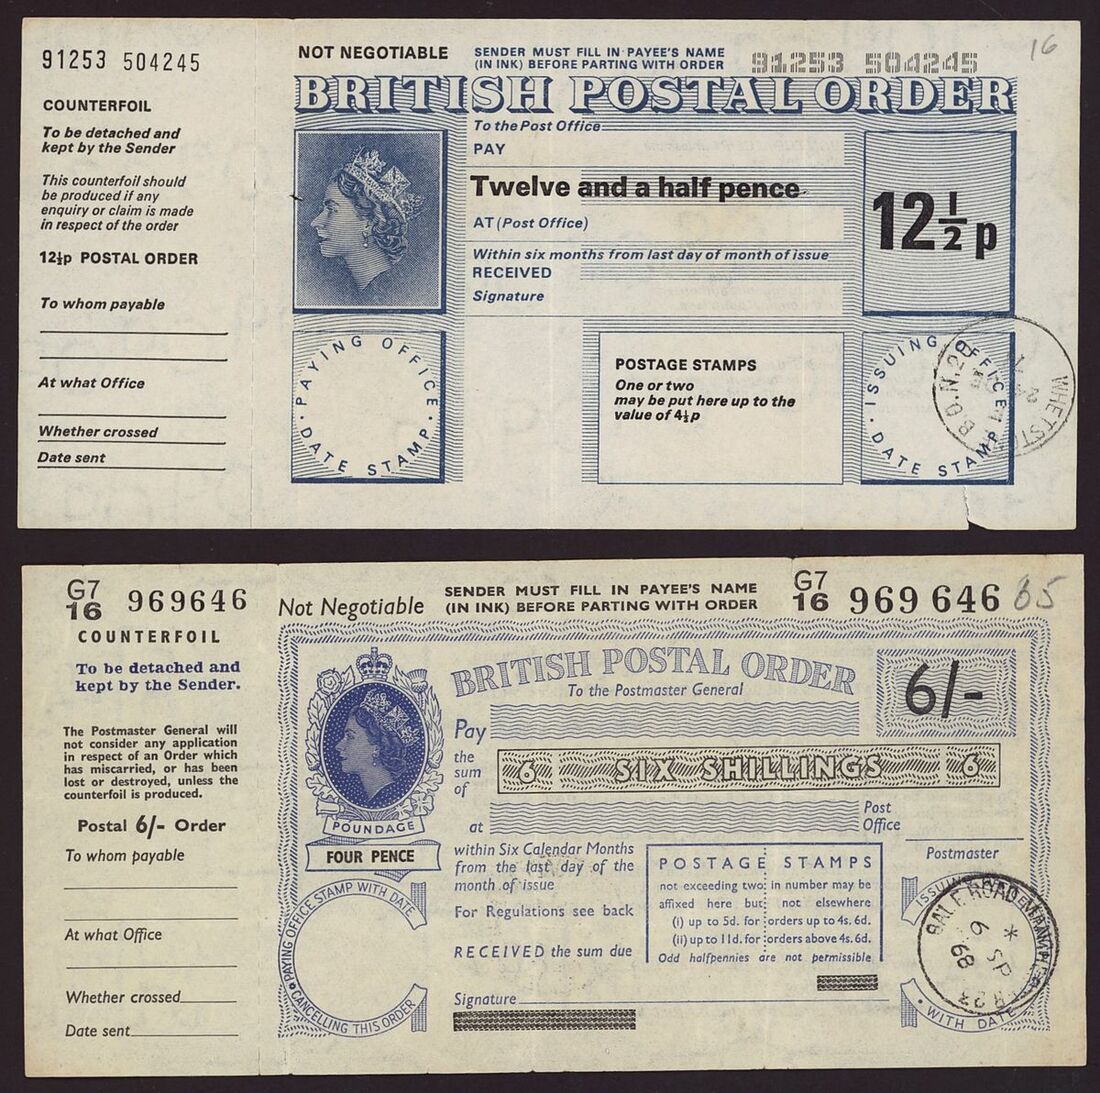 91253 504245
COUNTERFOIL
To be detached and
kept by the Sender
This counterfoil should
be produced if any
enquiry or claim is made
in respect of the order
12½p POSTAL ORDER
To whom payable
At what Office
Whether crossed
Date sent
NOT NEGOTIABLE
SENDER MUST FILL IN PAYEE'S NAME
(IN INK) BEFORE PARTING WITH ORDER
91253 504245
16
BRITISH POSTAL ORDER
To the Post Office
PAY
Twelve and a half pence
12½p
AT (Post Office)
Within six months from last day of month of issue
RECEIVED
Signature
PAYING OFFICE
DATE STAMP
POSTAGE STAMPS
One or two
may be put here up to the
value of 4½p
ISSUING OFFICE
DATE STAMP
B.O.N.20
G7
16 969646
COUNTERFOIL
To be detached and
kept by the Sender.
The Postmaster General will
not consider any application
in respect of an Order which
has miscarried, or has been
lost or destroyed, unless the
counterfoil is produced.
Postal 6/- Order
To whom payable
At what Office
Whether crossed
Date sent
Not Negotiable
SENDER MUST FILL IN PAYEE'S NAME
(IN INK) BEFORE PARTING WITH ORDER
G7
16 969646
BRITISH POSTAL ORDER
To the Postmaster General
6/-
Pay
the
sum
of
6 SIX SHILLINGS 6
at
Post
Office
POUNDAGE
FOUR PENCE
within Six Calendar Months
from the last day of the
month of issue
For Regulations see back
RECEIVED the sum due
Signature
POSTAGE STAMPS
not exceeding two in number may be
affixed here but not elsewhere
(i) up to 5d. for orders up to 4s. 6d.
(ii) up to 11d. for orders above 4s. 6d.
Odd halfpennies are not permissible
Postmaster
PAYING OFFICE STAMP WITH DATE
CANCELLING THIS ORDER
ISSUING
WITH DATE
SALE ROAD
6 SP
68